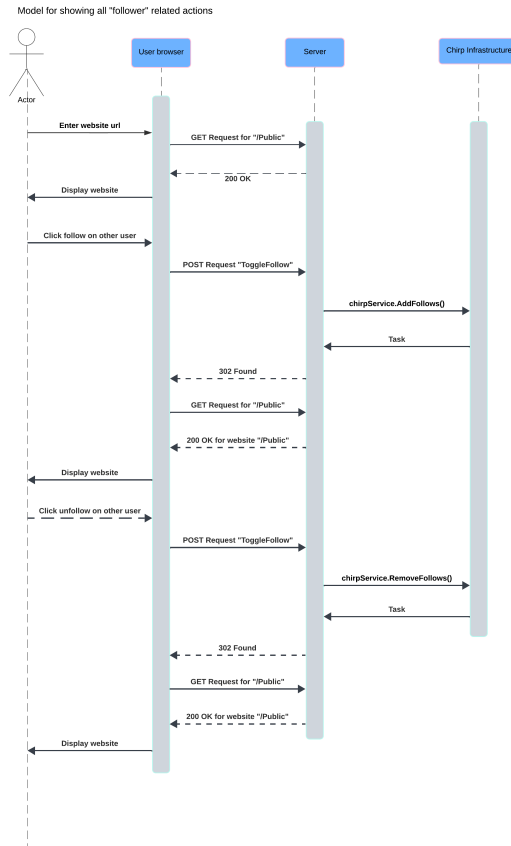 Model for showing all "follower" related actions
User browser
Server
Chirp Infrastructure
Actor
Enter website url
GET Request for "/Public"
200 OK
Display website
Click follow on other user
POST Request "ToggleFollow"
chirpService.AddFollows()
Task
302 Found
GET Request for "/Public"
200 OK for website "/Public"
Display website
Click unfollow on other user
POST Request "ToggleFollow"
chirpService.RemoveFollows()
Task
302 Found
GET Request for "/Public"
200 OK for website "/Public"
Display website